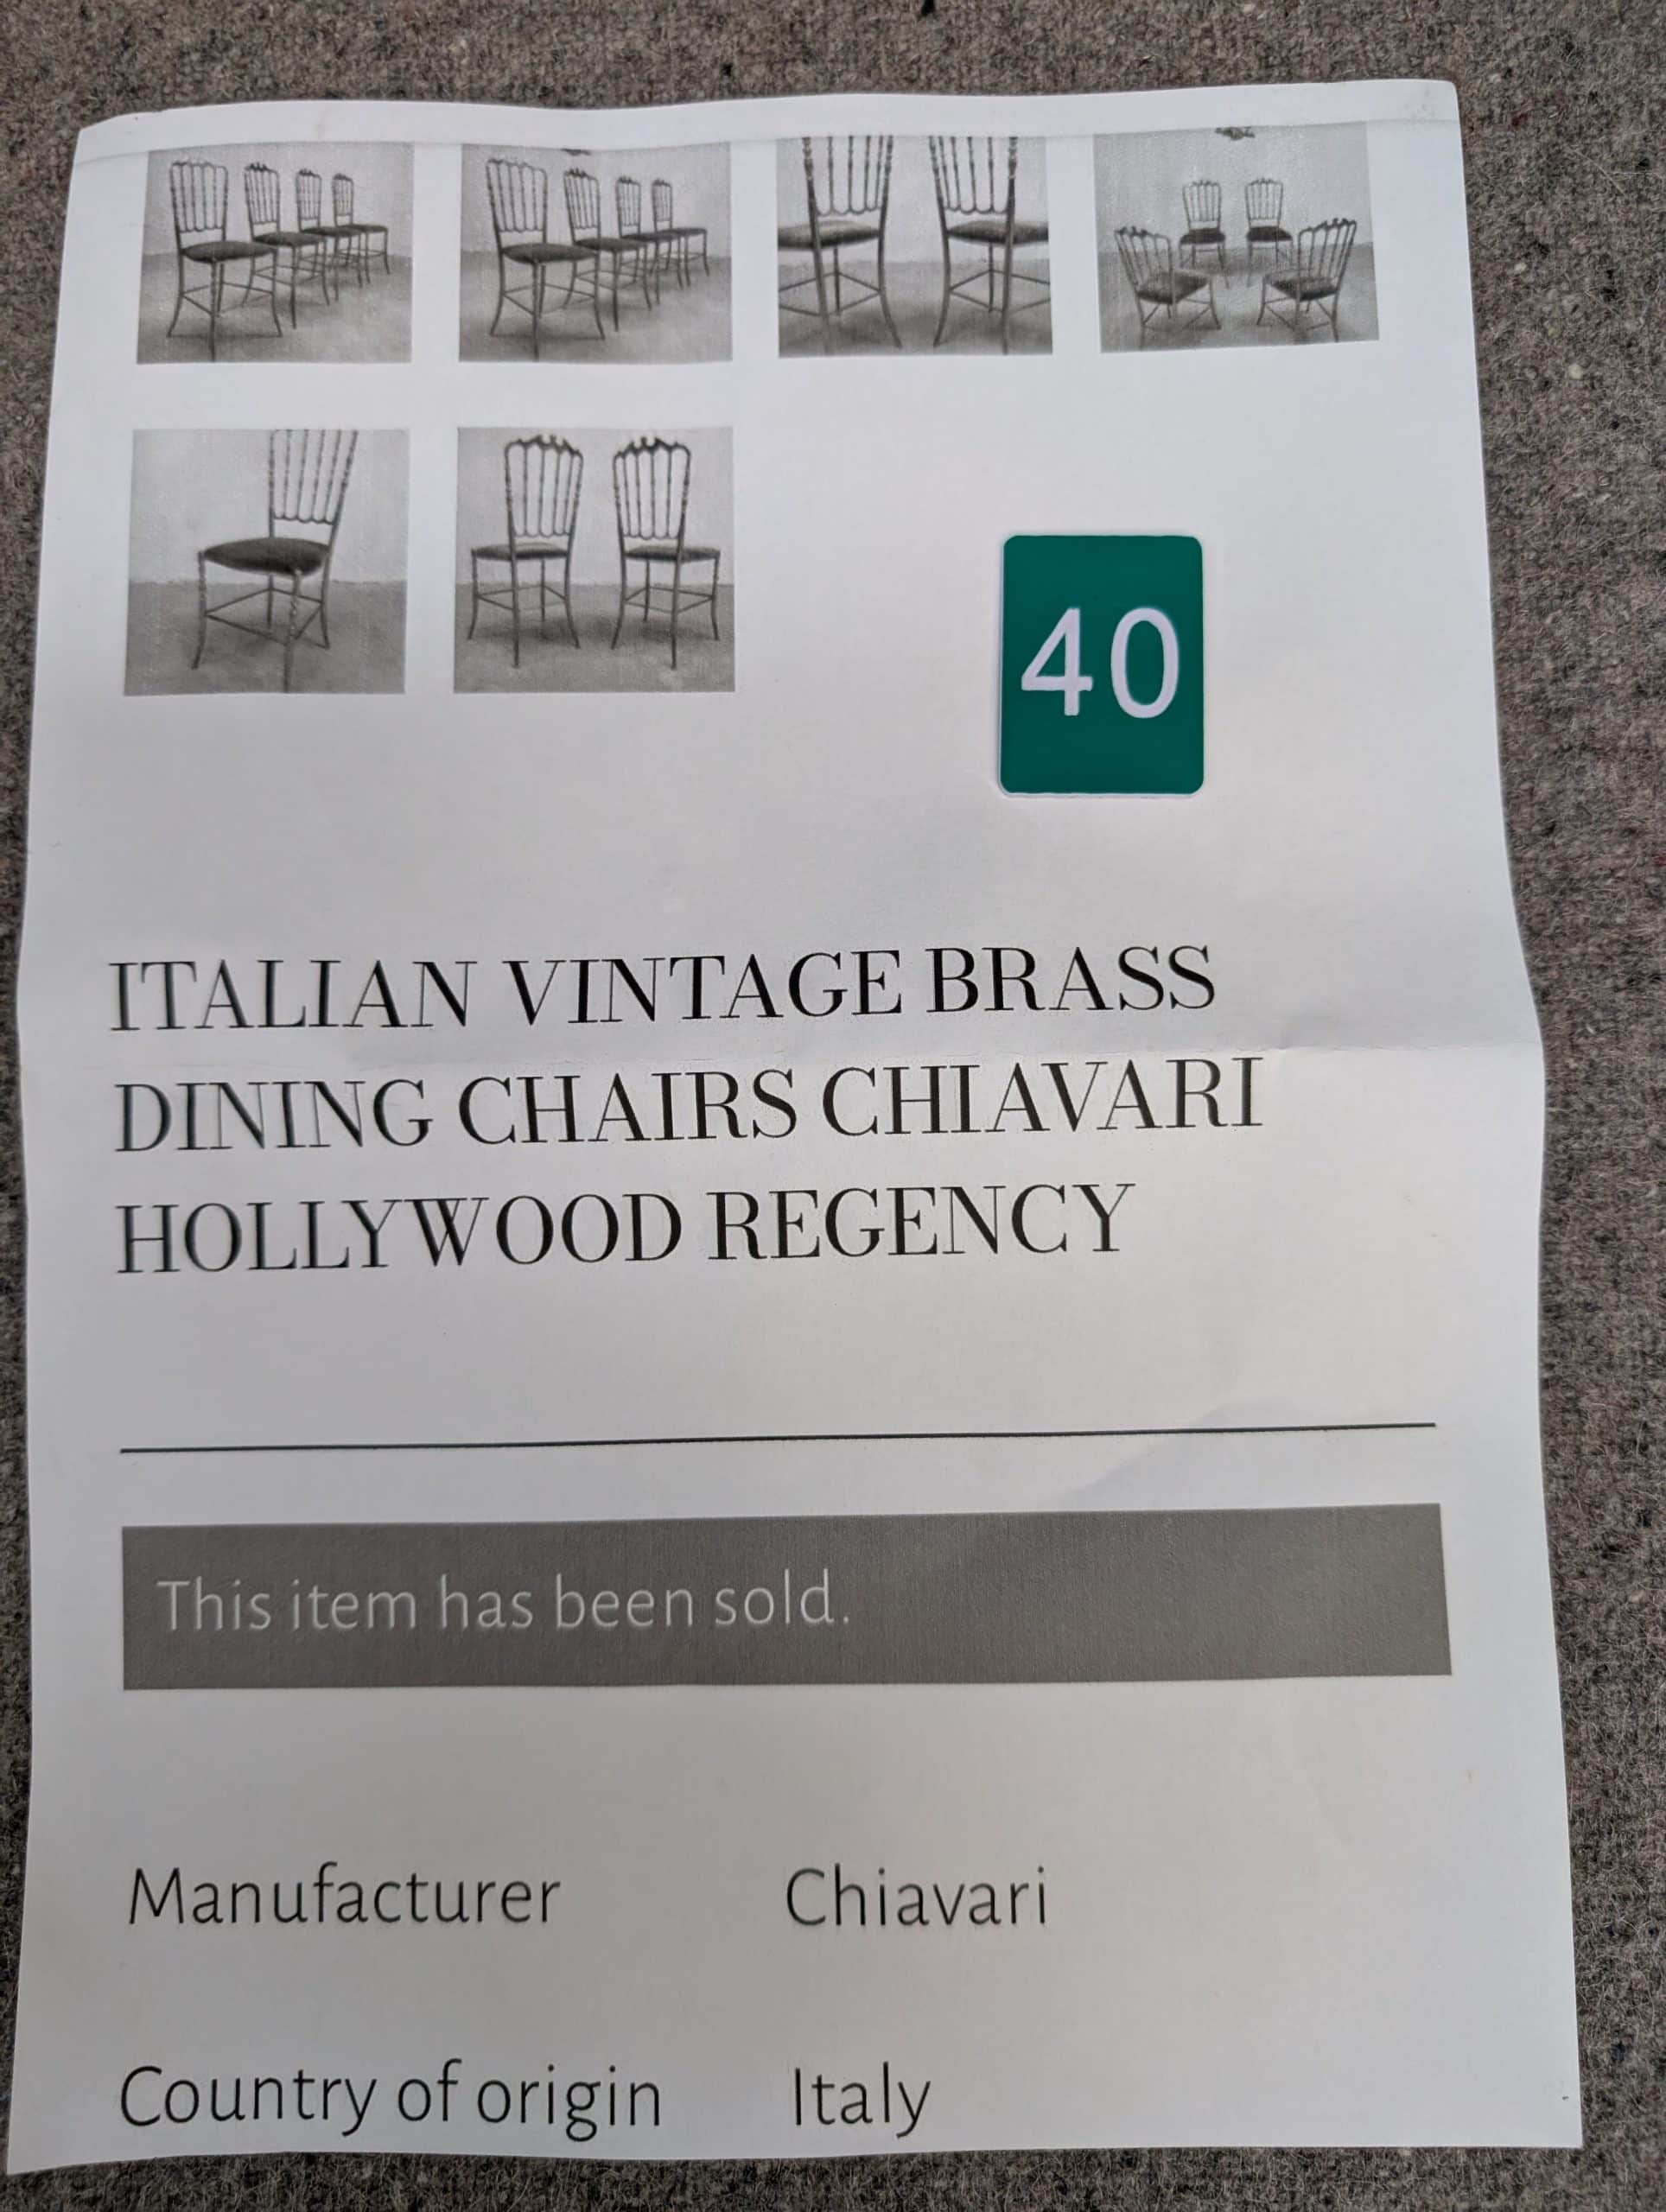 40
ITALIAN VINTAGE BRASS
DINING CHAIRS CHIAVARI
HOLLYWOOD REGENCY
This item has been sold.
Manufacturer Chiavari
Country of origin Italy